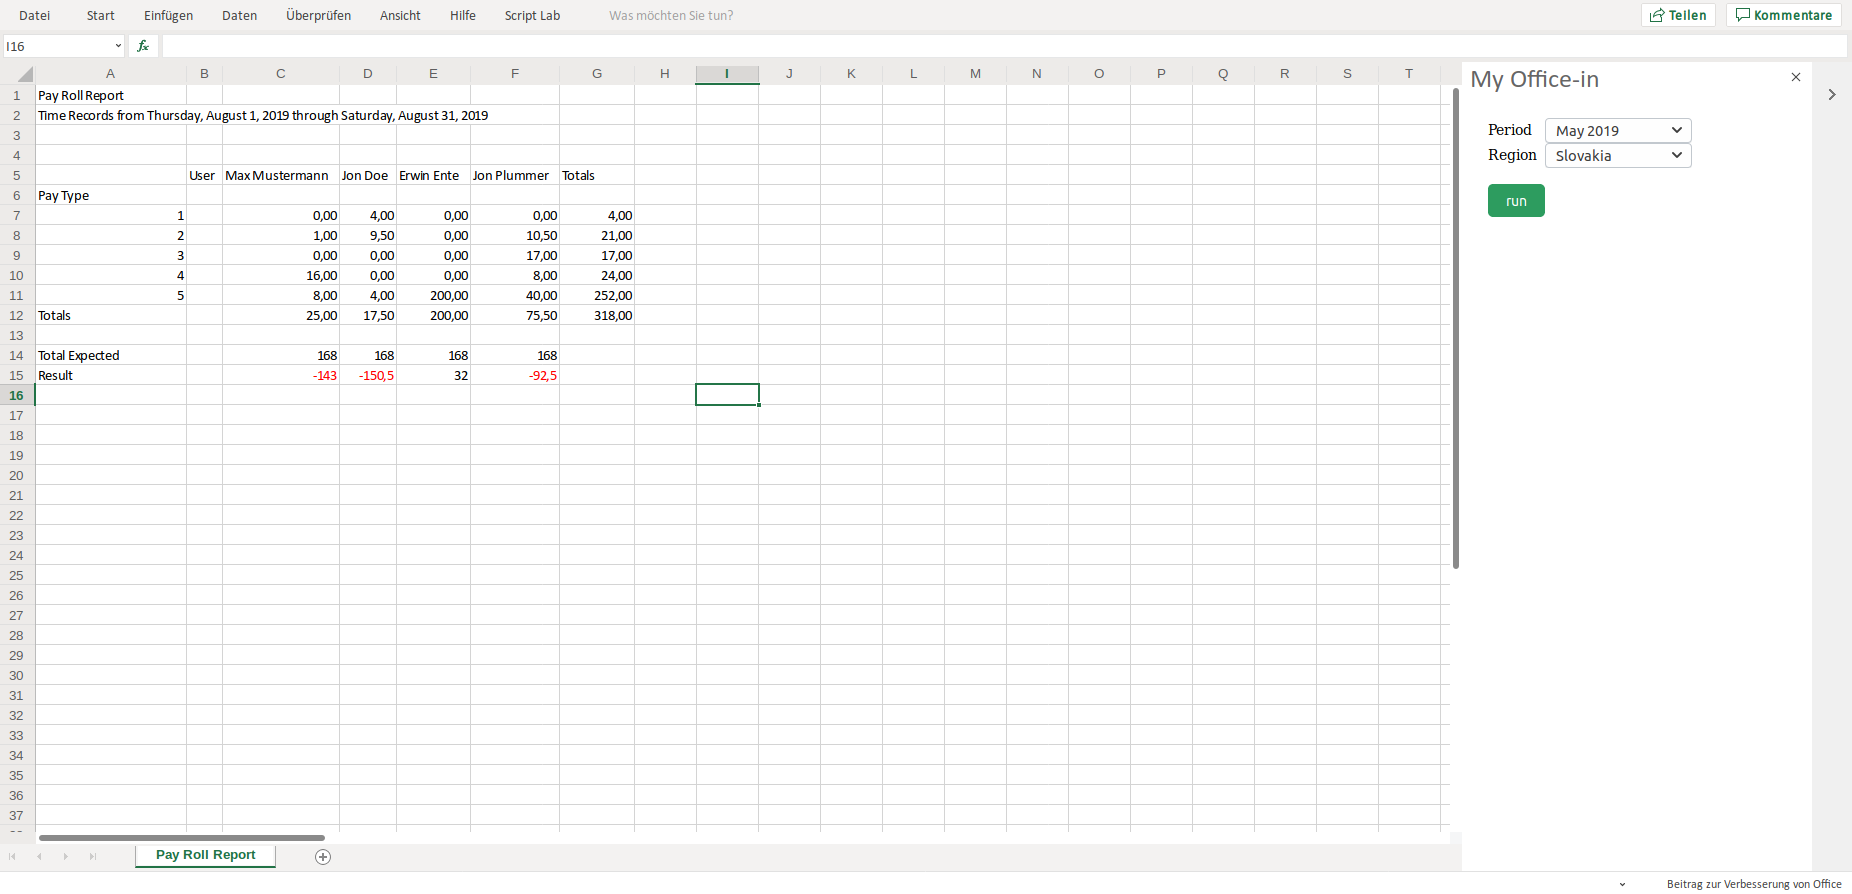 Datei Start Einfügen Daten Überprüfen Ansicht Hilfe Script Lab Was möchten Sie tun? Teilen Kommentare
I16 fx
A B C D E F G H I J K L M N O P Q R S T
My Office-in
1 Pay Roll Report
2 Time Records from Thursday, August 1, 2019 through Saturday, August 31, 2019
3
4
5 User Max Mustermann Jon Doe Erwin Ente Jon Plummer Totals
6 Pay Type
7 1 0,00 4,00 0,00 0,00 4,00
8 2 1,00 9,50 0,00 10,50 21,00
9 3 0,00 0,00 0,00 17,00 17,00
10 4 16,00 0,00 0,00 8,00 24,00
11 5 8,00 4,00 200,00 40,00 252,00
12 Totals 25,00 17,50 200,00 75,50 318,00
13
14 Total Expected 168 168 168 168
15 Result -143 -150,5 32 -92,5
16
17
18
19
20
21
22
23
24
25
26
27
28
29
30
31
32
33
34
35
36
37
Period May 2019
Region Slovakia
run
Pay Roll Report
Beitrag zur Verbesserung von Office